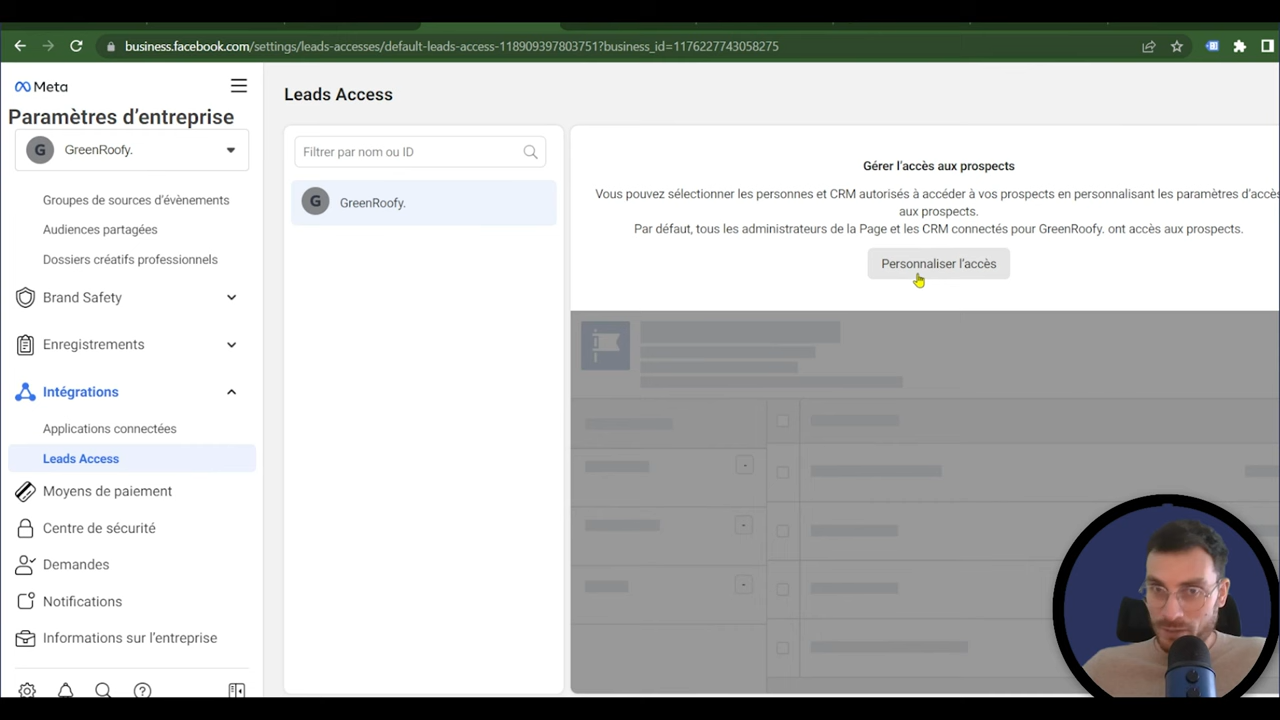 business.facebook.com/settings/leads-accesses/default-leads-access-118909397803751?business_id=1176227743058275
Meta
Paramètres d'entreprise
G
GreenRoofy.
Groupes de sources d'évènements
Audiences partagées
Dossiers créatifs professionnels
Brand Safety
Enregistrements
Intégrations
Applications connectées
Leads Access
Moyens de paiement
Centre de sécurité
Demandes
Notifications
Informations sur l'entreprise
Leads Access
Filtrer par nom ou ID
G
GreenRoofy.
Gérer l'accès aux prospects
Vous pouvez sélectionner les personnes et CRM autorisés à accéder à vos prospects en personnalisant les paramètres d'accès
aux prospects.
Par défaut, tous les administrateurs de la Page et les CRM connectés pour GreenRoofy. ont accès aux prospects.
Personnaliser l'accès